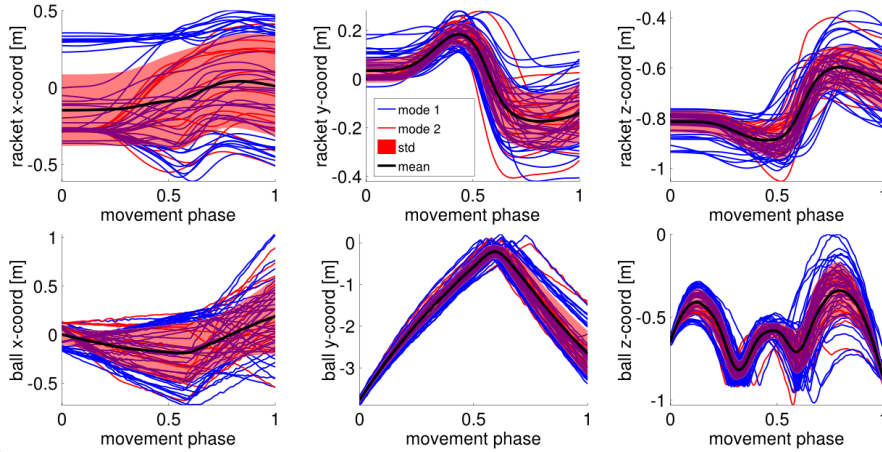 racket x-coord [m]
0.5
0
-0.5
0
0.5
1
movement phase
racket y-coord [m]
0.2
0
-0.2
-0.4
0
0.5
1
movement phase
mode 1
mode 2
std
mean
racket z-coord [m]
-0.4
-0.6
-0.8
-1
0
0.5
1
movement phase
ball x-coord [m]
1
0.5
0
-0.5
0
0.5
1
movement phase
ball y-coord [m]
0
-1
-2
-3
0
0.5
1
movement phase
ball z-coord [m]
0
-0.5
-1
0
0.5
1
movement phase